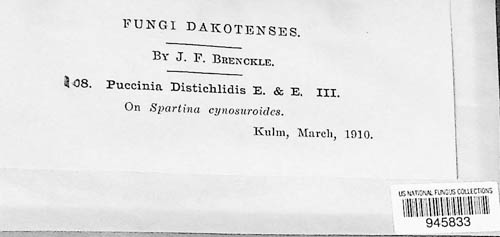 FUNGI DAKOTENSES.
BY J. F. BRENCKLE.
08. Puccinia Distichlidis E. & E. III.
On Spartina cynosuroides.
Kulm, March, 1910.
US NATIONAL FUNGUS COLLECTIONS
945833